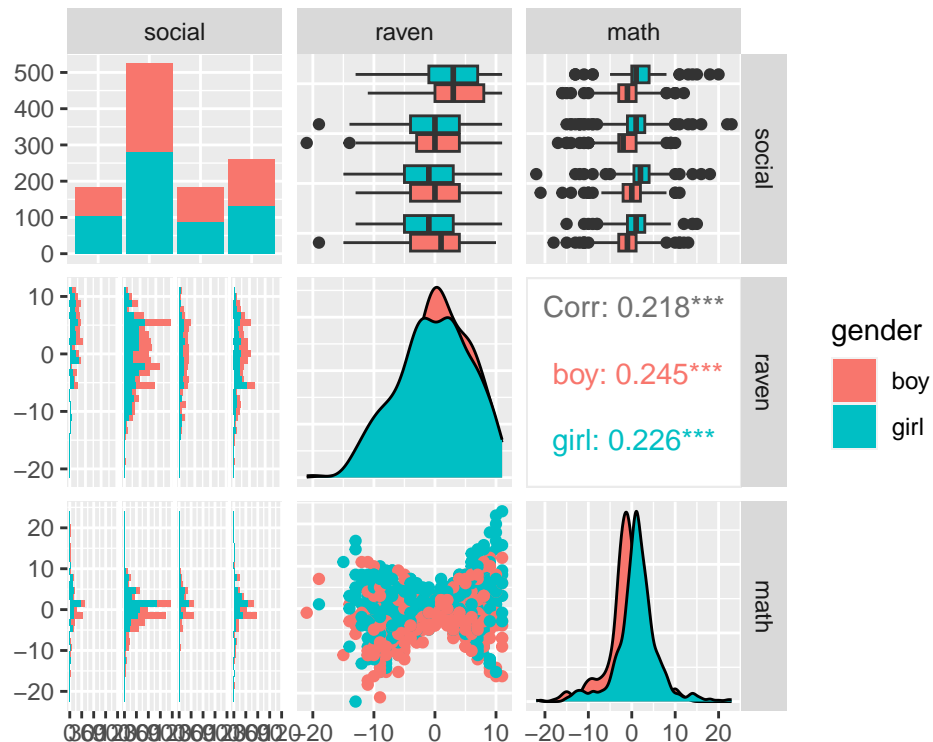 social raven math
500
400
300
200
100
0
social
10
0
−10
−20
Corr: 0.218***
boy: 0.245***
girl: 0.226***
raven
gender
boy
girl
20
10
0
−10
−20
math
−20 −10 0 10
−20 −10 0 10 20